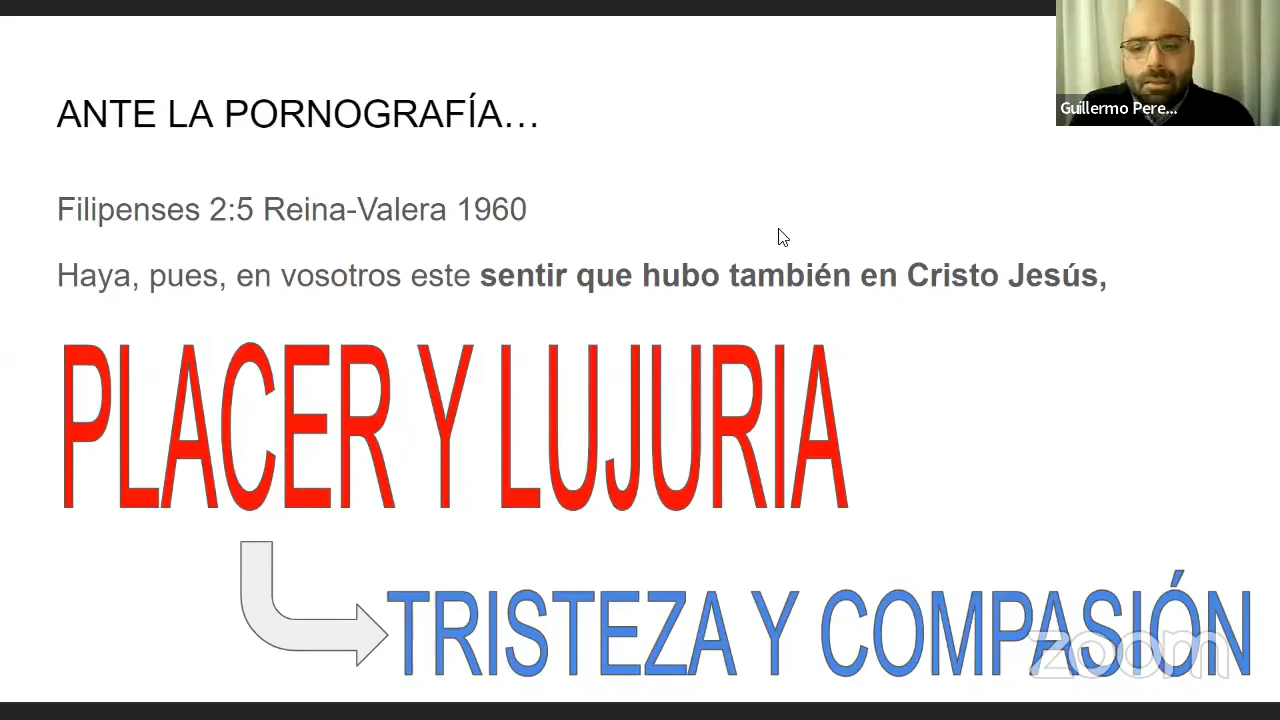 ANTE LA PORNOGRAFÍA...
Guillermo Pere...
Filipenses 2:5 Reina-Valera 1960
Haya, pues, en vosotros este sentir que hubo también en Cristo Jesús,
PLACER Y LUJURIA
TRISTEZA Y COMPASIÓN
zoom